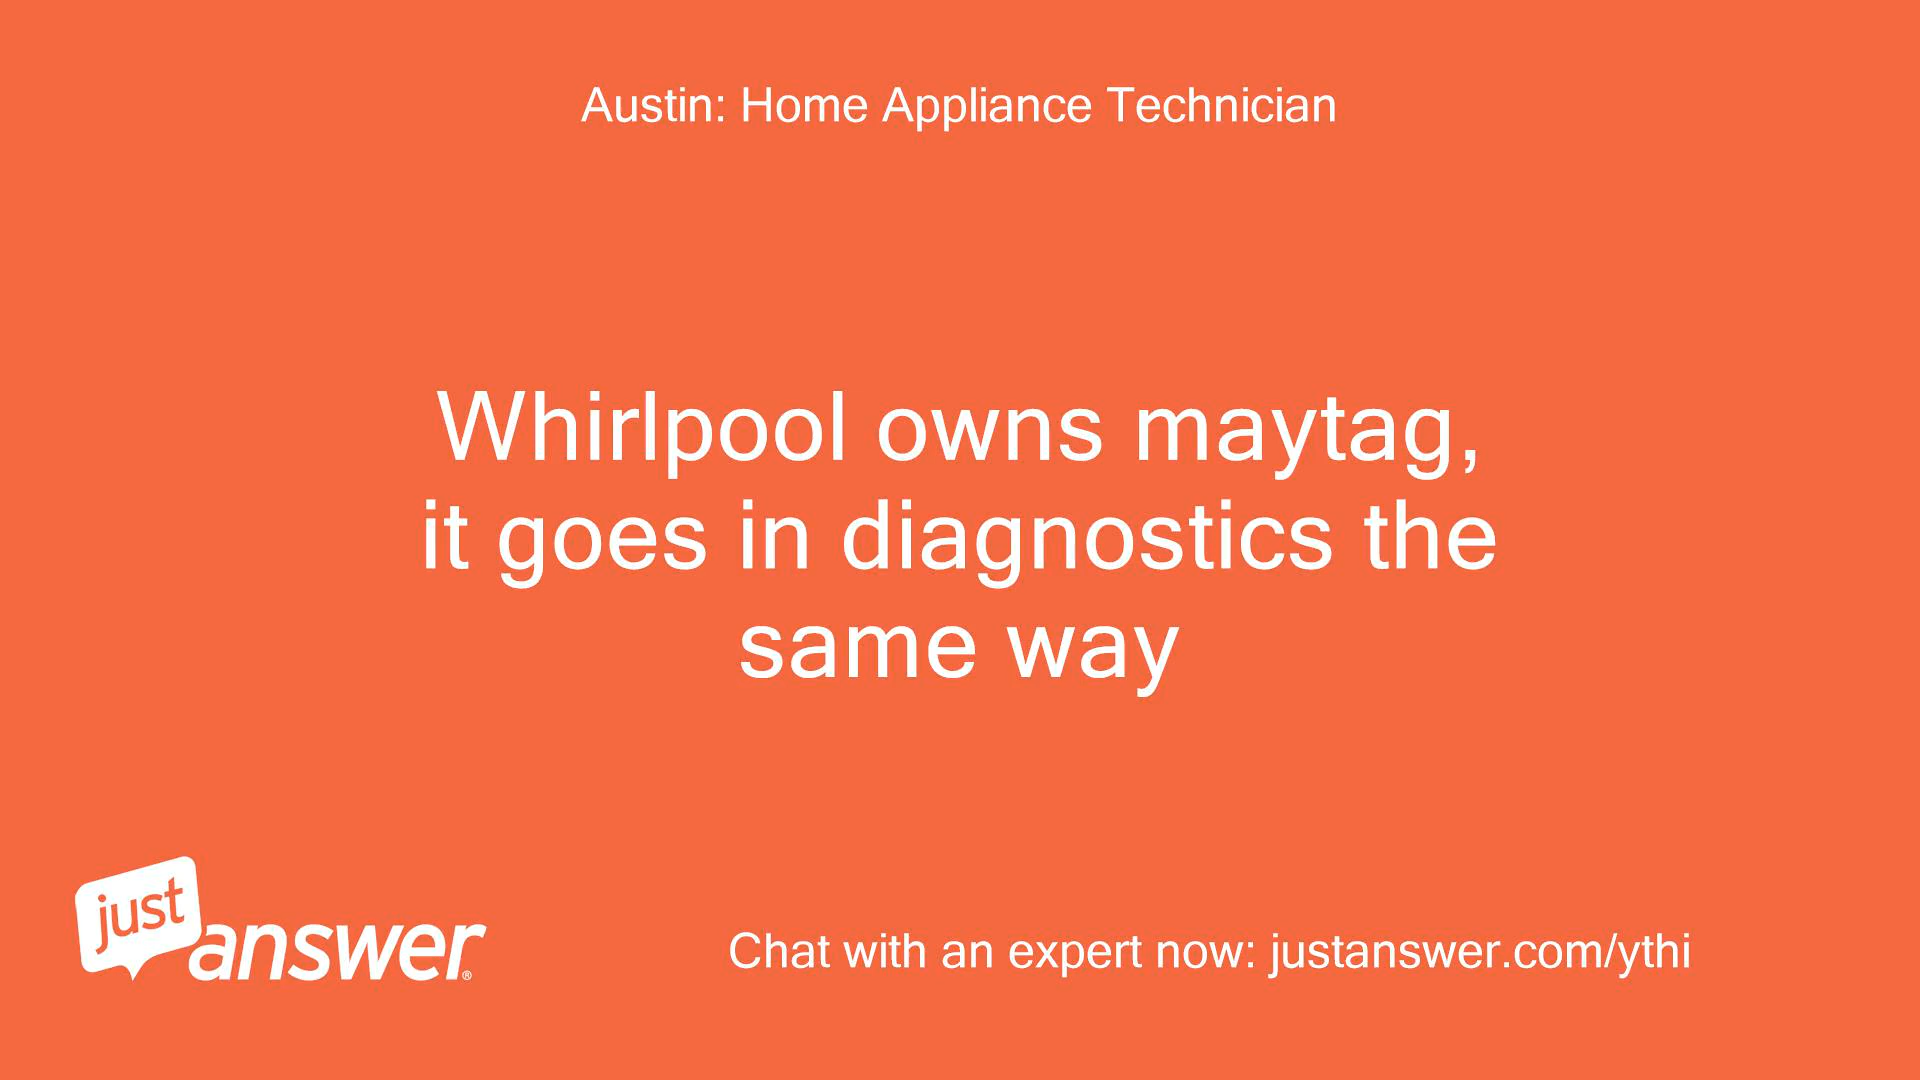 Austin: Home Appliance Technician
Whirlpool owns maytag,
it goes in diagnostics the
same way
just
answer®
Chat with an expert now: justanswer.com/ythi